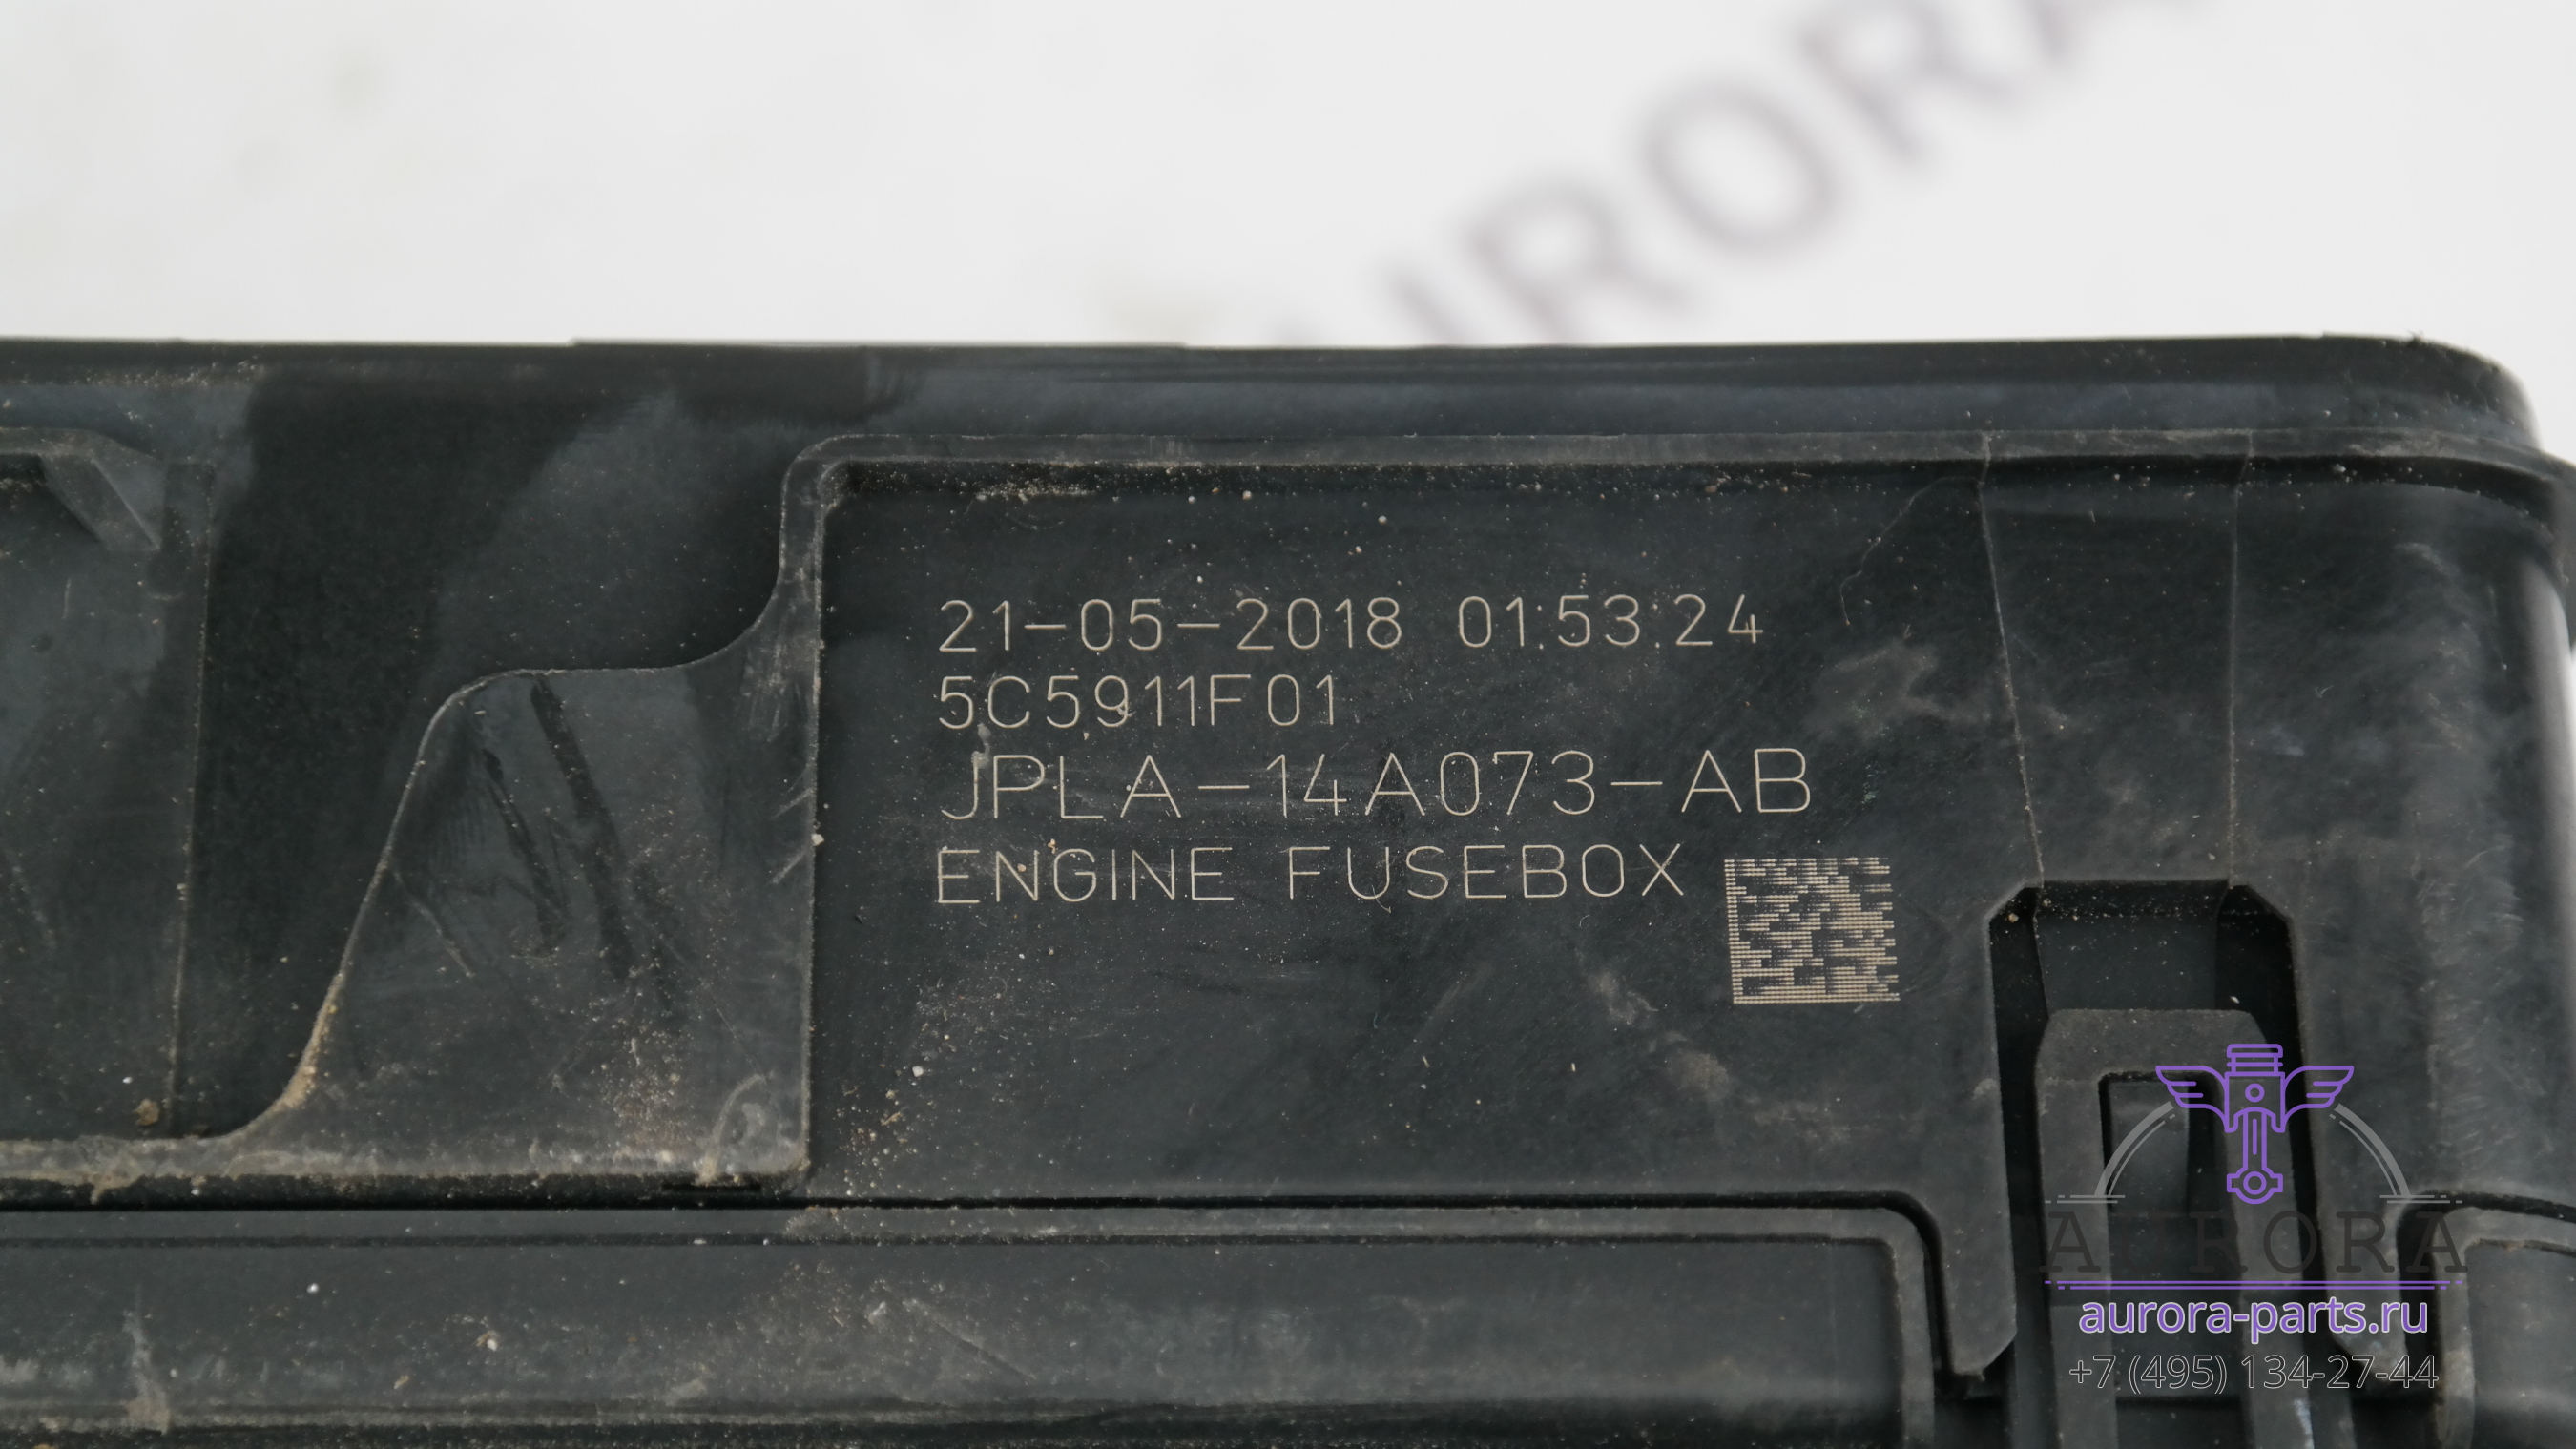 AURORA
21-05-2018 01:53:24
5C5911F01
JPLA-14A073-AB
ENGINE FUSEBOX
AURORA
aurora-parts.ru
+7 (495) 134-27-44